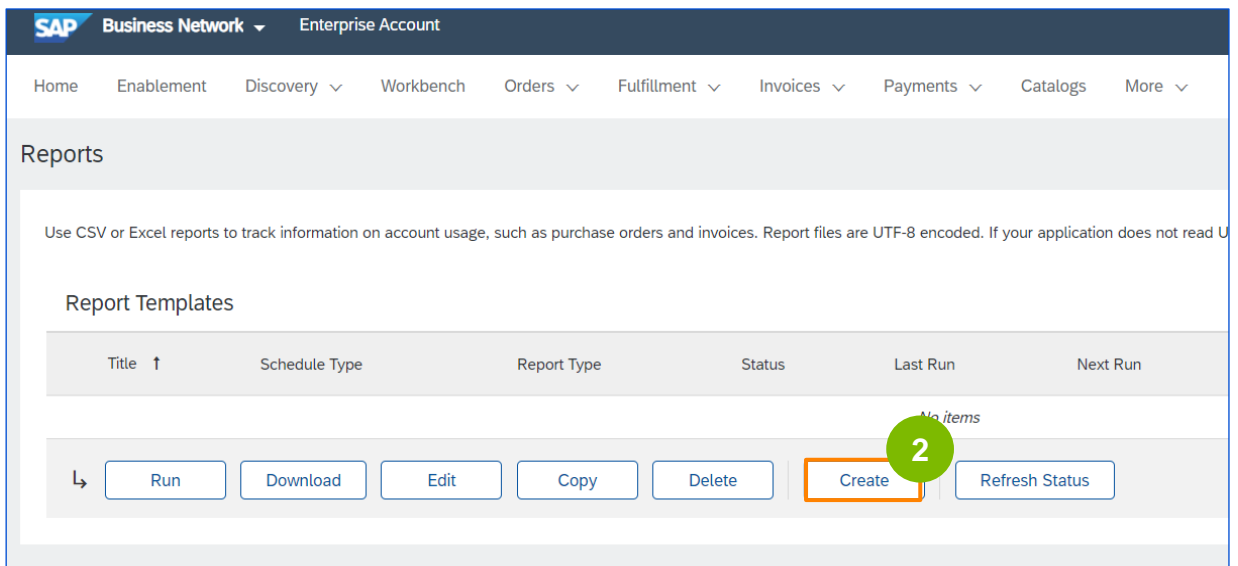 SAP Business Network Enterprise Account
Home Enablement Discovery Workbench Orders Fulfillment Invoices Payments Catalogs More
Reports
Use CSV or Excel reports to track information on account usage, such as purchase orders and invoices. Report files are UTF-8 encoded. If your application does not read U
Report Templates
Title ↑ Schedule Type Report Type Status Last Run Next Run
No items
2
Run Download Edit Copy Delete Create Refresh Status